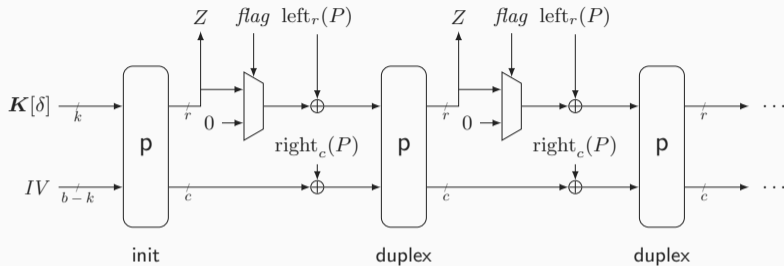 Z flag left_r(P) Z flag left_r(P)
K[δ] k p r 0 p r 0 p r ···
right_c(P) right_c(P)
IV b − k c c c ···
init duplex duplex